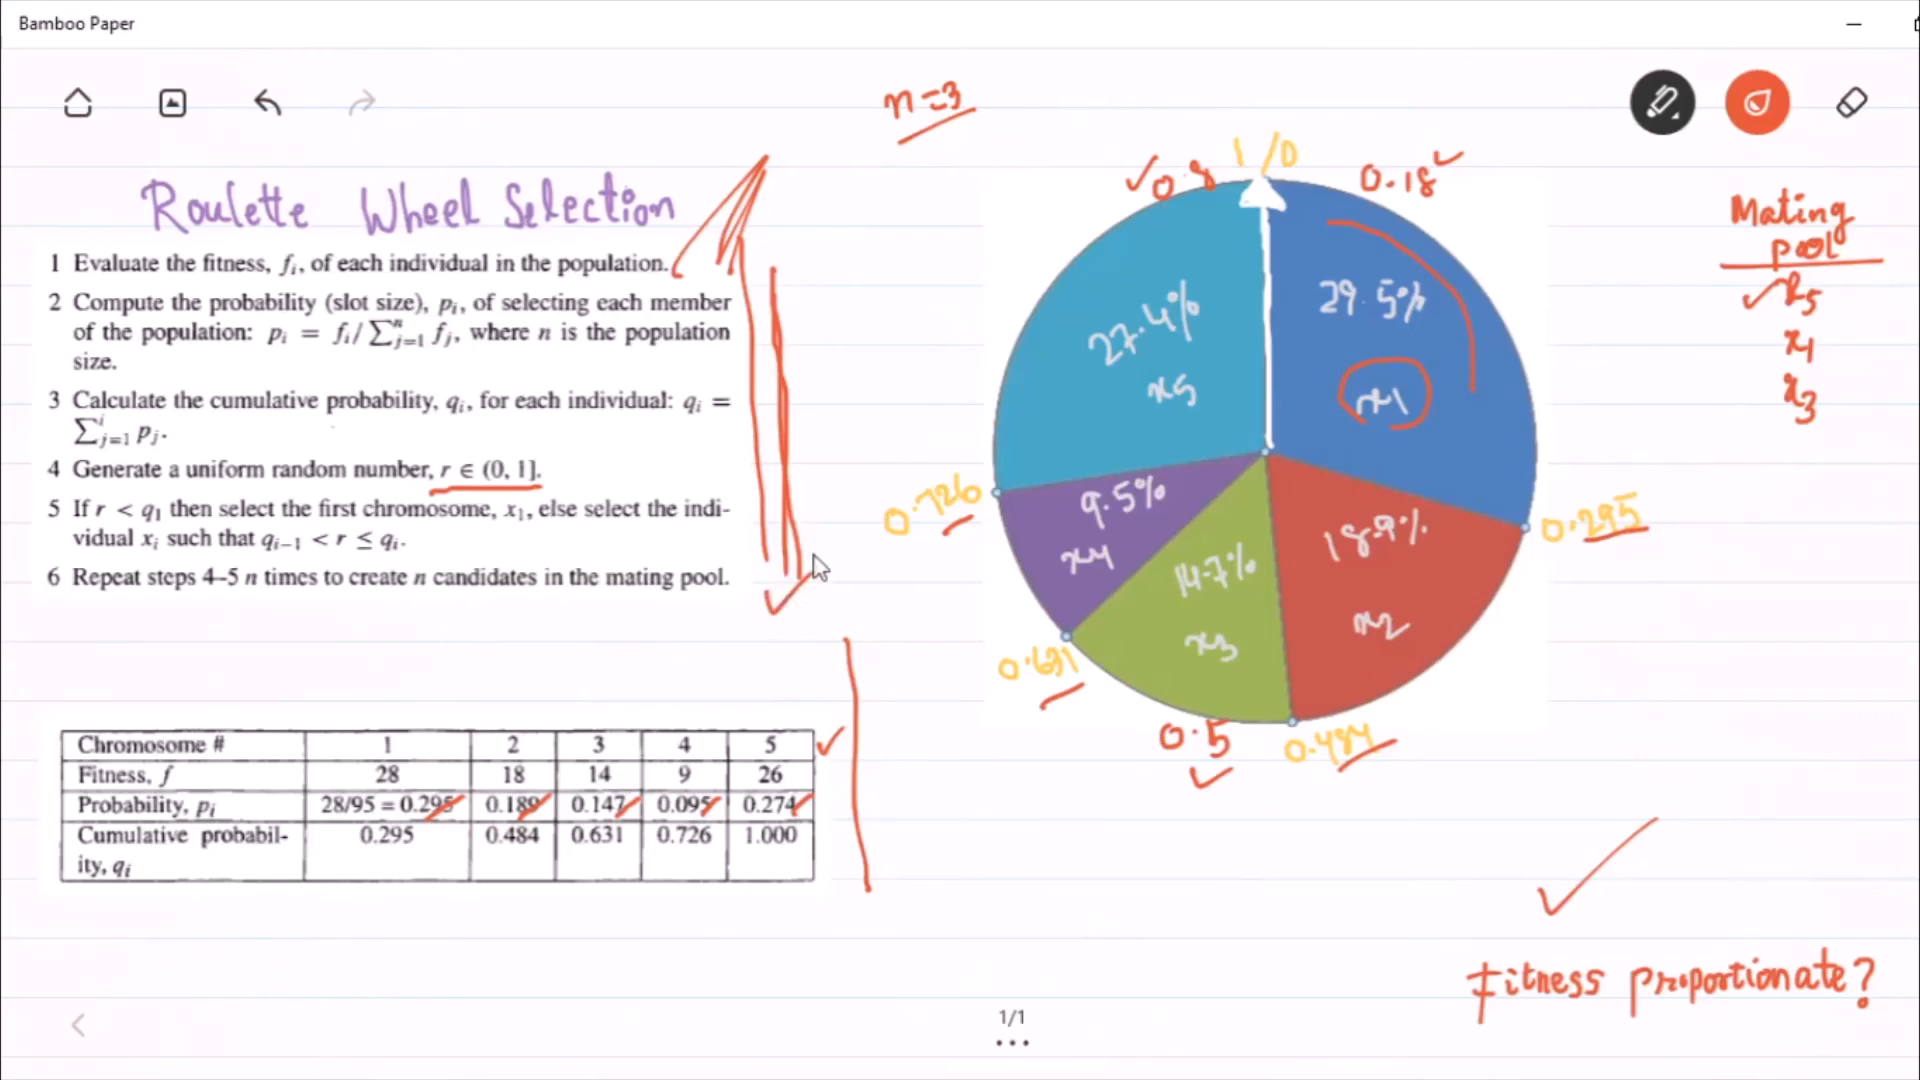 Bamboo Paper
n=3
Roulette Wheel Selection
1 Evaluate the fitness, fi, of each individual in the population.
2 Compute the probability (slot size), pi, of selecting each member
of the population: pi = fi/∑ⁿj=1 fj, where n is the population
size.
3 Calculate the cumulative probability, qi, for each individual: qi =
∑ⁱj=1 pj.
4 Generate a uniform random number, r ∈ (0, 1].
5 If r < q1 then select the first chromosome, x1, else select the indi-
vidual xi such that qi−1 < r ≤ qi.
6 Repeat steps 4–5 n times to create n candidates in the mating pool.
Chromosome # 1 2 3 4 5
Fitness, f 28 18 14 9 26
Probability, pi 28/95 = 0.295 0.189 0.147 0.095 0.274
Cumulative probabil- 0.295 0.484 0.631 0.726 1.000
ity, qi
1/0
0.8
0.18
29.5%
x1
27.4%
x5
0.726
9.5%
x4
0.295
18.9%
x2
14.7%
x3
0.631
0.5
0.484
Mating
pool
x5
x1
x3
Fitness proportionate?
1/1